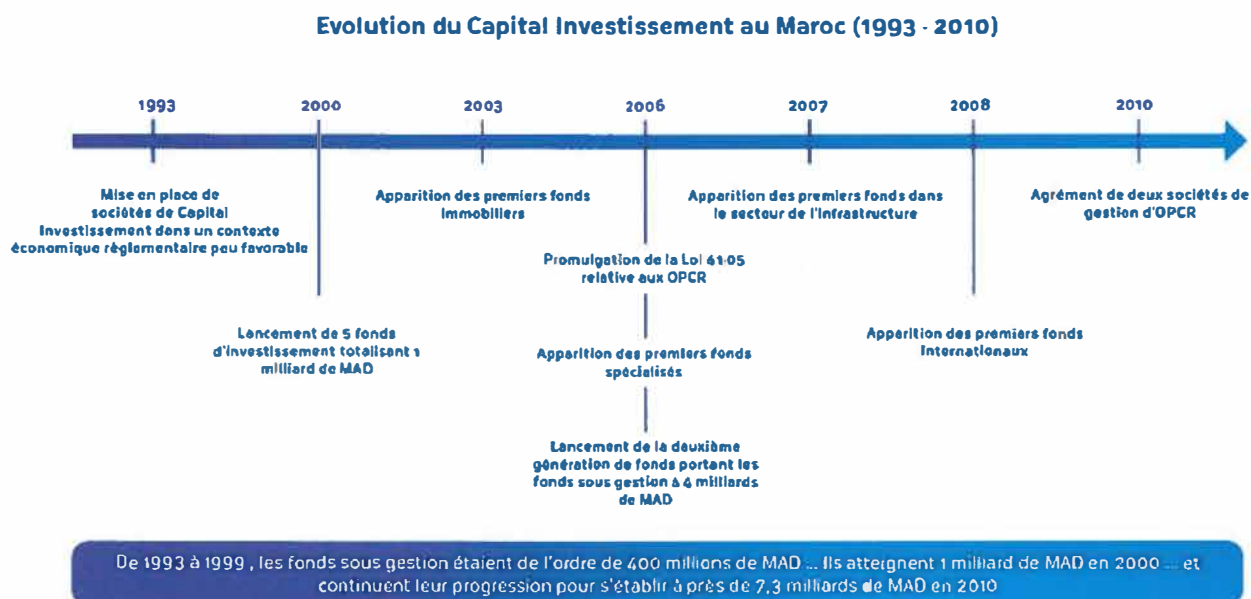 Evolution du Capital Investissement au Maroc (1993 - 2010)
1993
2000
2003
2006
2007
2008
2010
Mise en place de
sociétés de Capital
Investissement dans un contexte
économique règlementaire peu favorable
Lancement de 5 fonds
d'investissement totalisant 1
milliard de MAD
Apparition des premiers fonds
Immobiliers
Promulgation de la Loi 41-05
relative aux OPCR
Apparition des premiers fonds
spécialisés
Lancement de la deuxième
génération de fonds portant les
fonds sous gestion à 4 milliards
de MAD
Apparition des premiers fonds dans
le secteur de l'Infrastructure
Apparition des premiers fonds
Internationaux
Agrément de deux sociétés de
gestion d'OPCR
De 1993 à 1999 , les fonds sous gestion étaient de l'ordre de 400 millions de MAD ... Ils atteignent 1 milliard de MAD en 2000 ... et
continuent leur progression pour s'établir à près de 7,3 milliards de MAD en 2010